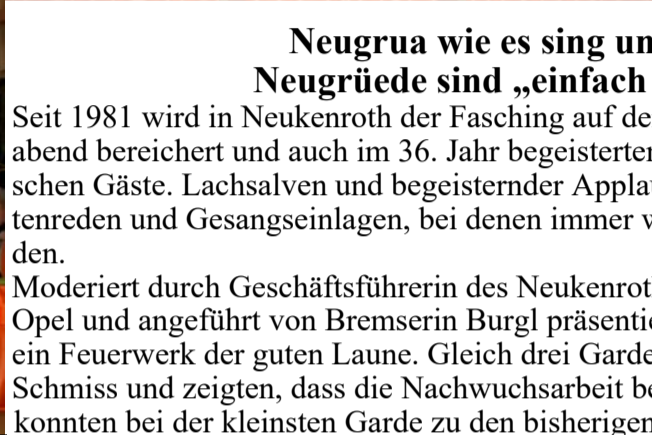 Neugrua wie es sing un
Neugrüede sind „einfach
Seit 1981 wird in Neukenroth der Fasching auf de
abend bereichert und auch im 36. Jahr begeisterten
schen Gäste. Lachsalven und begeisternder Appla
tenreden und Gesangseinlagen, bei denen immer w
den.
Moderiert durch Geschäftsführerin des Neukenrot
Opel und angeführt von Bremserin Burgl präsentie
ein Feuerwerk der guten Laune. Gleich drei Garde
Schmiss und zeigten, dass die Nachwuchsarbeit be
konnten bei der kleinsten Garde zu den bisherigen